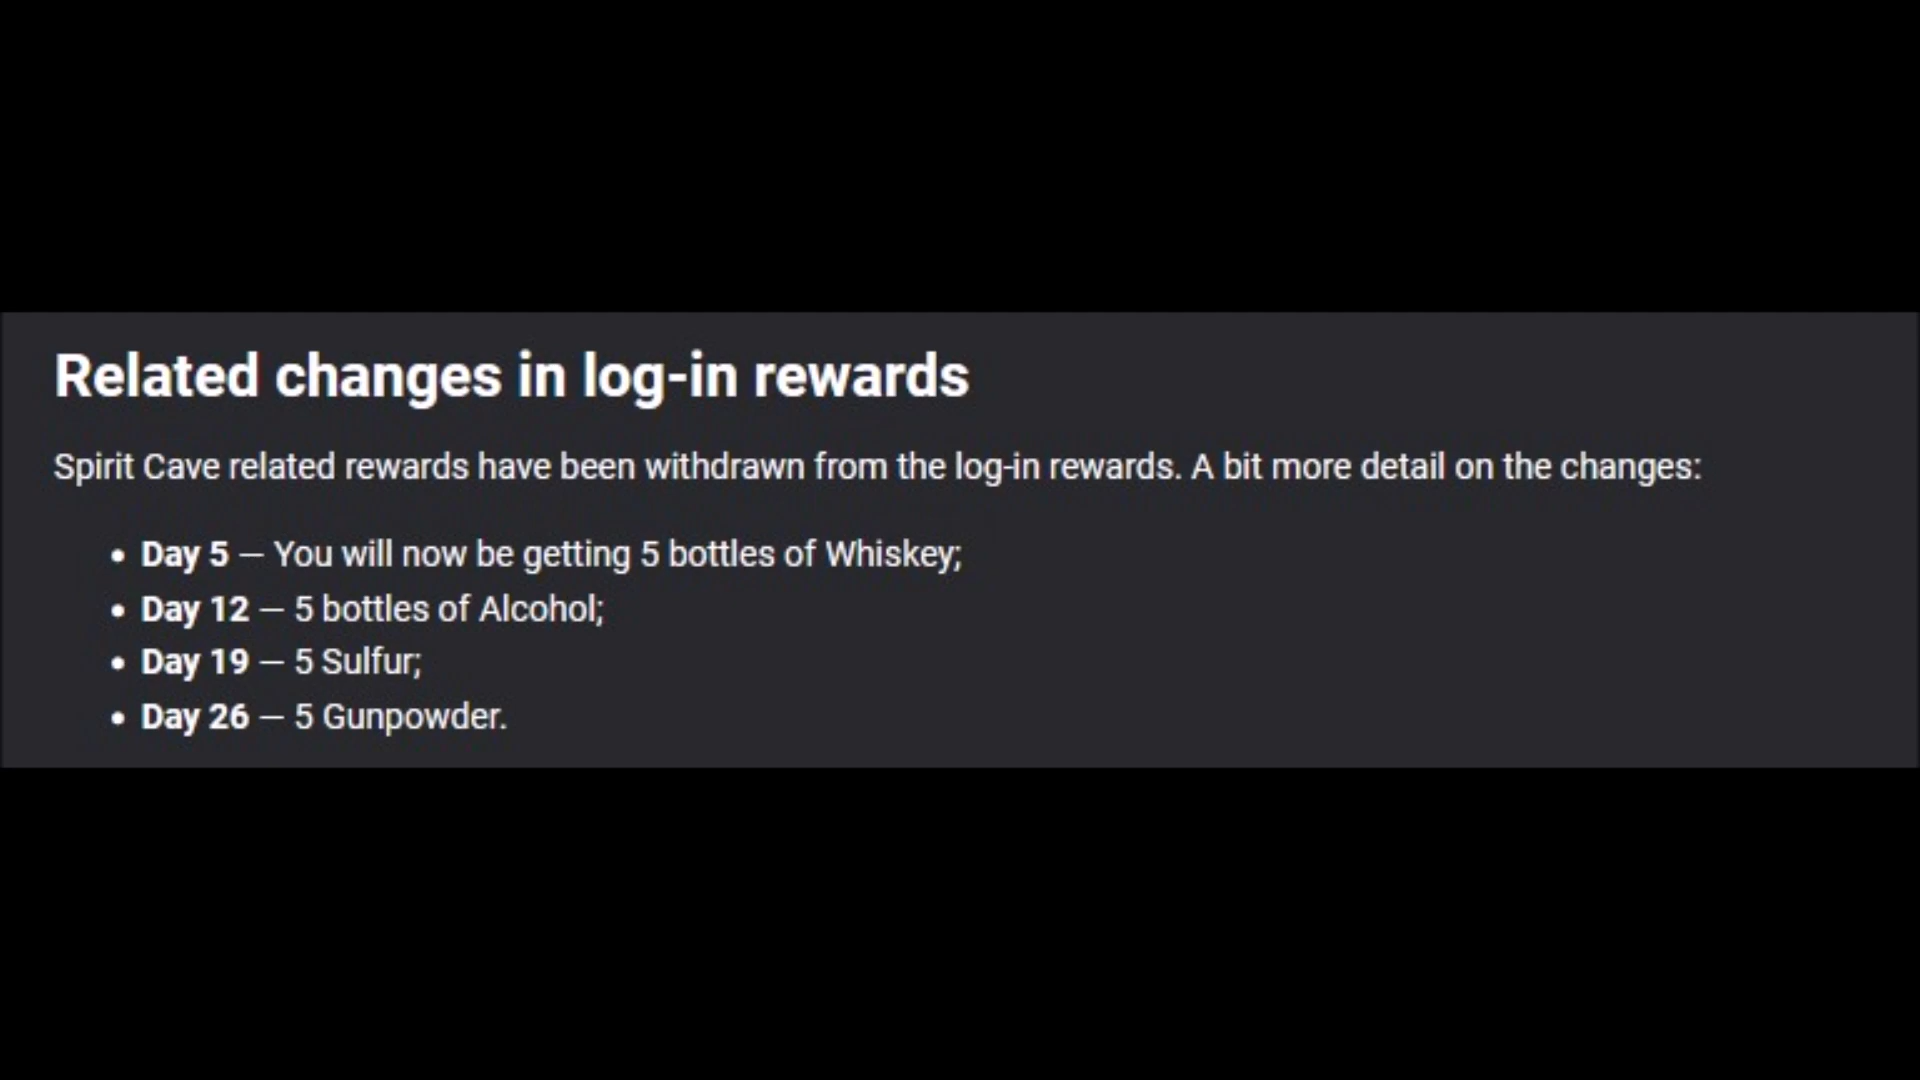 Related changes in log-in rewards
Spirit Cave related rewards have been withdrawn from the log-in rewards. A bit more detail on the changes:
• Day 5 — You will now be getting 5 bottles of Whiskey;
• Day 12 — 5 bottles of Alcohol;
• Day 19 — 5 Sulfur;
• Day 26 — 5 Gunpowder.